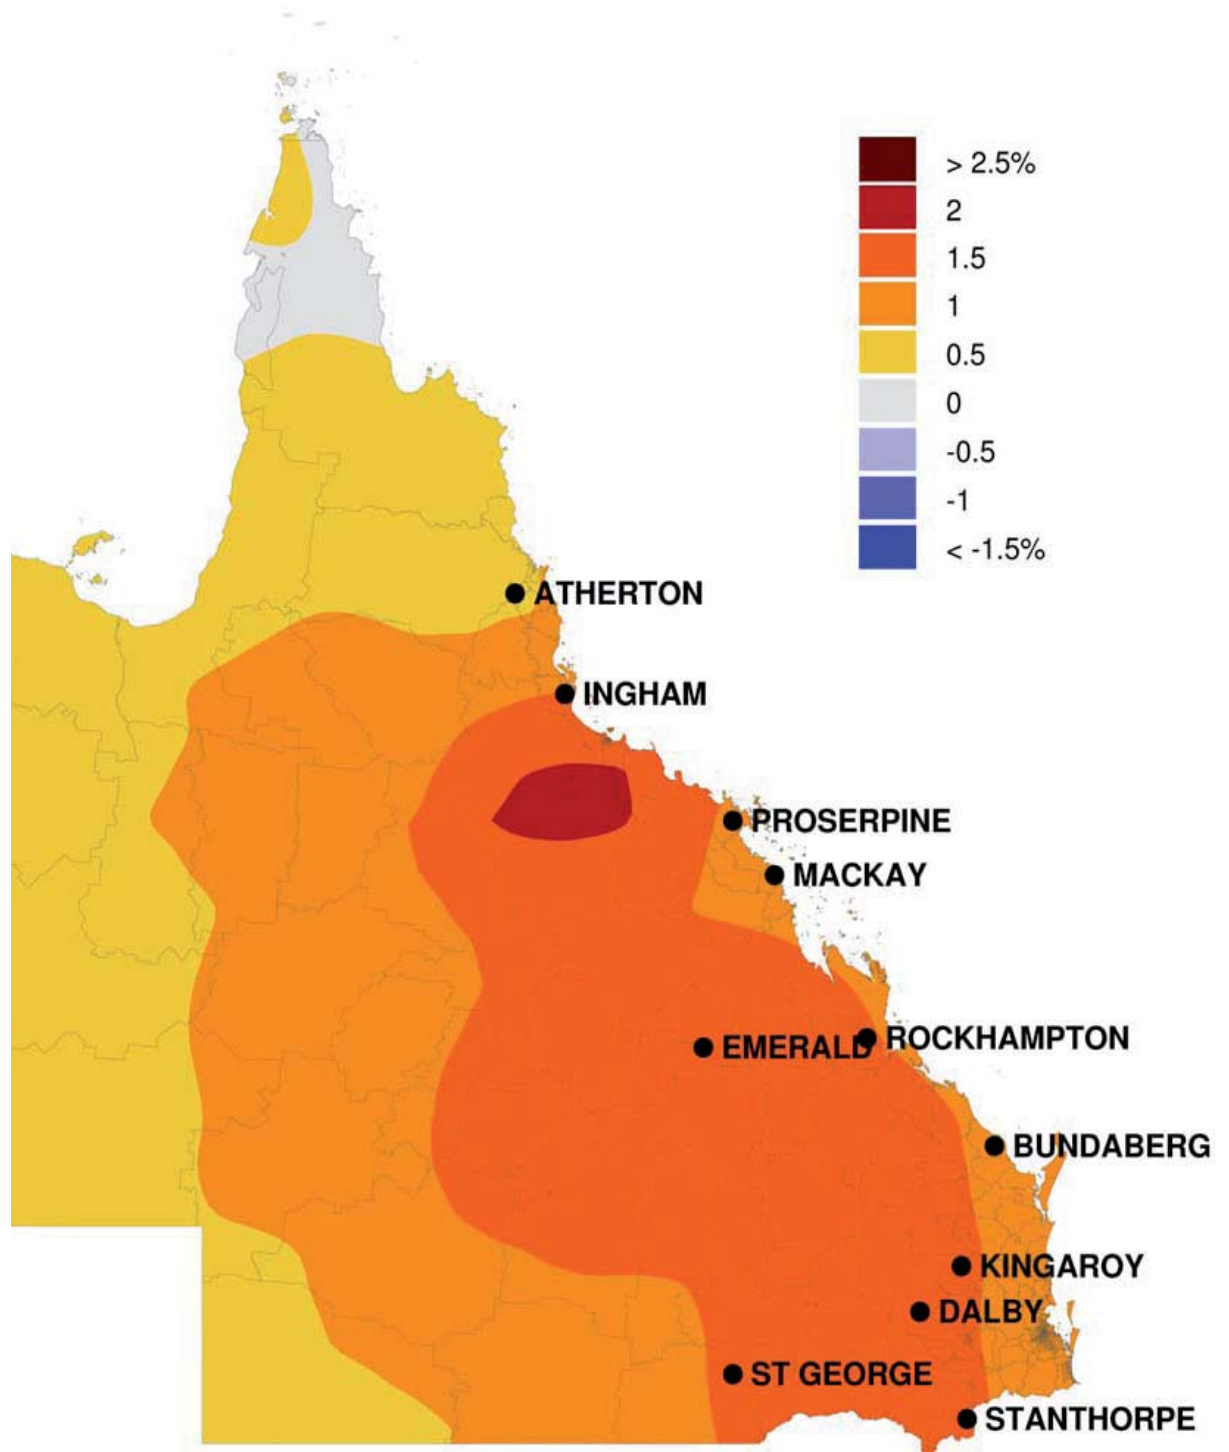 > 2.5%
2
1.5
1
0.5
0
-0.5
-1
< -1.5%
ATHERTON
INGHAM
PROSERPINE
MACKAY
EMERALD
ROCKHAMPTON
BUNDABERG
KINGAROY
DALBY
ST GEORGE
STANTHORPE